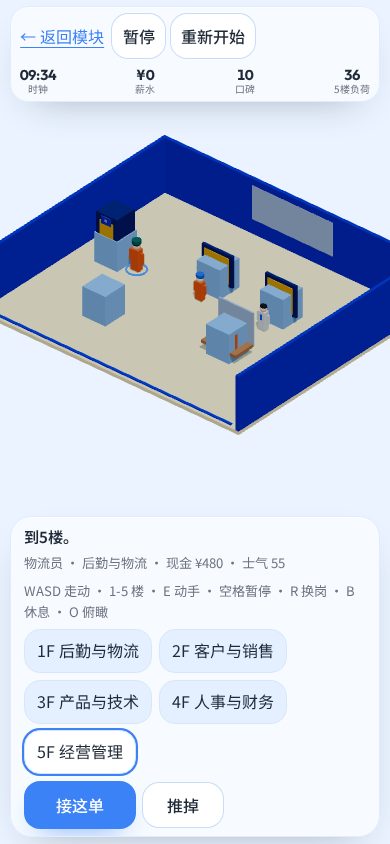 ← 返回模块
暂停
重新开始
09:34
¥0
10
36
时钟
薪水
口碑
5楼负荷
到5楼。
物流员 • 后勤与物流 • 现金 ¥480 • 士气 55
WASD 走动 • 1-5 楼 • E 动手 • 空格暂停 • R 换岗 • B
休息 • O 俯瞰
1F 后勤与物流
2F 客户与销售
3F 产品与技术
4F 人事与财务
5F 经营管理
接这单
推掉